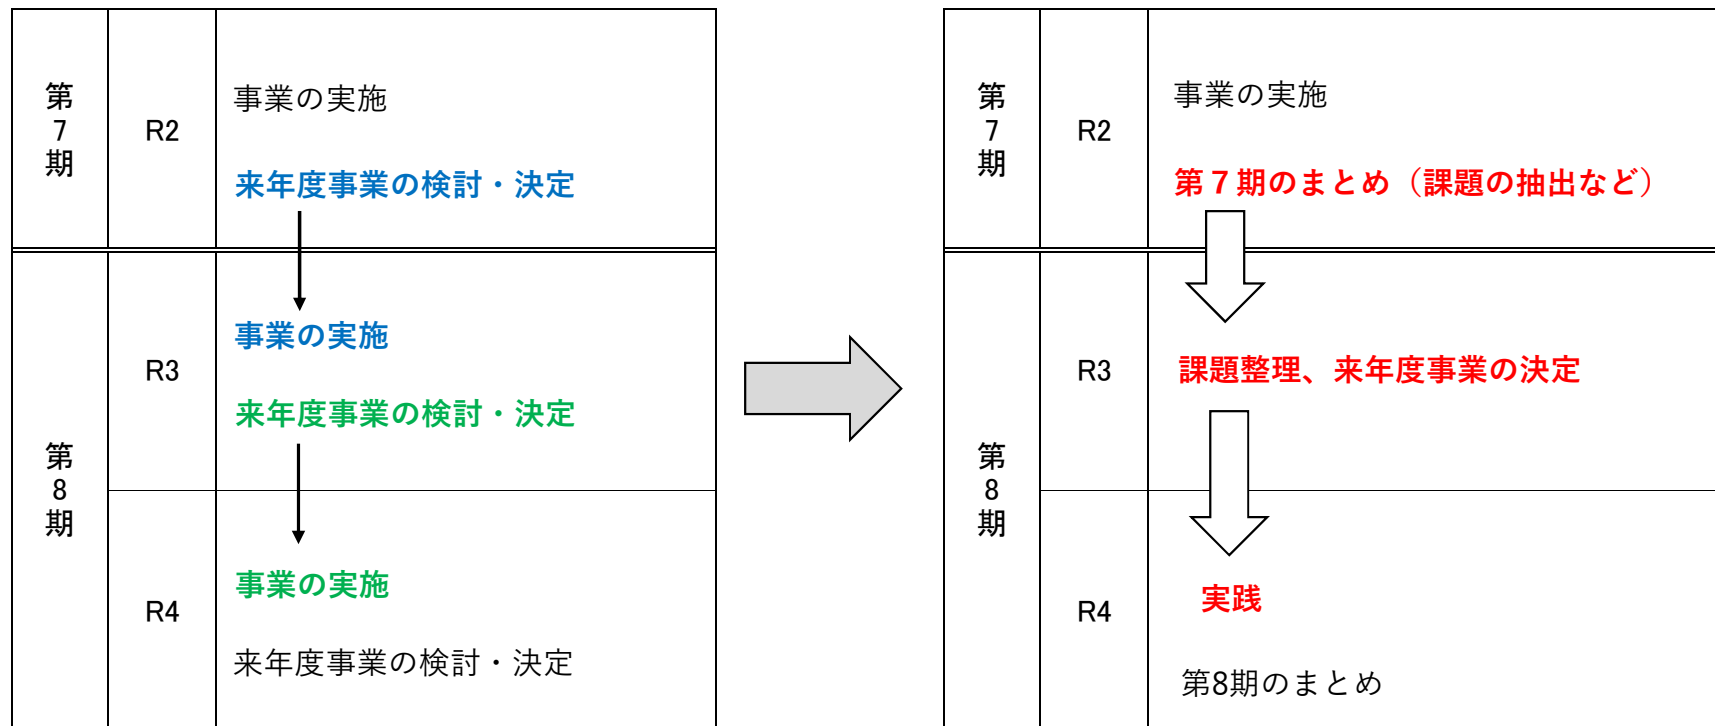 第7期
R2
事業の実施
来年度事業の検討・決定
第8期
R3
事業の実施
来年度事業の検討・決定
R4
事業の実施
来年度事業の検討・決定
第7期
R2
事業の実施
第７期のまとめ（課題の抽出など）
第8期
R3
課題整理、来年度事業の決定
R4
実践
第8期のまとめ